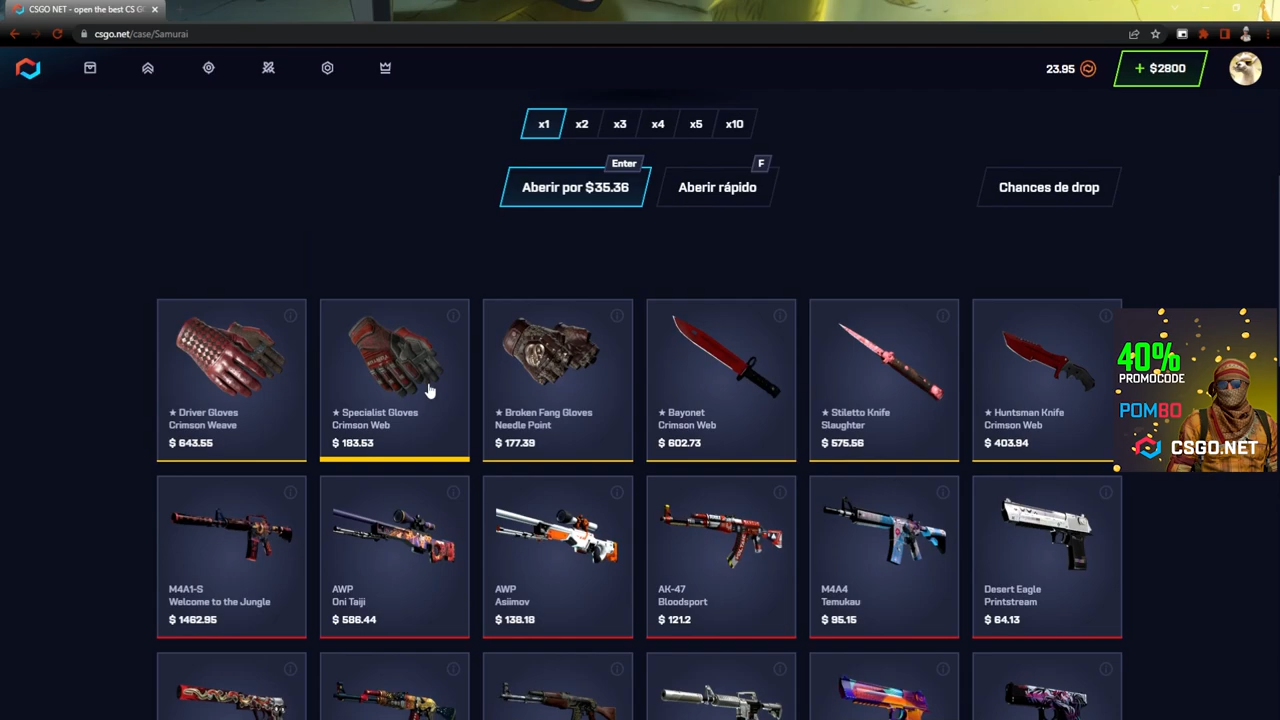 CSGO NET - open the best CS G
csgo.net/case/Samurai
23.95
+ $2800
x1 x2 x3 x4 x5 x10
Enter
F
Aberir por $35.36
Aberir rápido
Chances de drop
★ Driver Gloves
Crimson Weave
$ 643.55
★ Specialist Gloves
Crimson Web
$ 183.53
★ Broken Fang Gloves
Needle Point
$ 177.39
★ Bayonet
Crimson Web
$ 602.73
★ Stiletto Knife
Slaughter
$ 575.56
★ Huntsman Knife
Crimson Web
$ 403.94
40%
PROMOCODE
POMBO
CSGO.NET
M4A1-S
Welcome to the Jungle
$ 1462.95
AWP
Oni Taiji
$ 586.44
AWP
Asiimov
$ 138.18
AK-47
Bloodsport
$ 121.2
M4A4
Temukau
$ 95.15
Desert Eagle
Printstream
$ 64.13